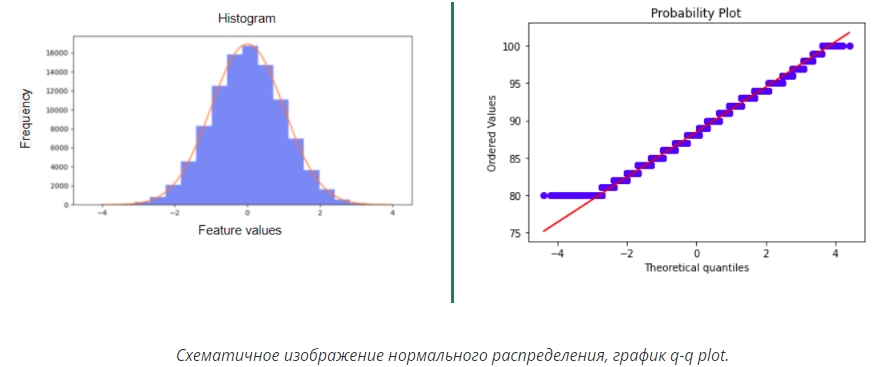 Histogram
Frequency
16000
14000
12000
10000
8000
6000
4000
2000
0
−4 −2 0 2 4
Feature values
Probability Plot
Ordered Values
100
95
90
85
80
75
−4 −2 0 2 4
Theoretical quantiles
Схематичное изображение нормального распределения, график q-q plot.